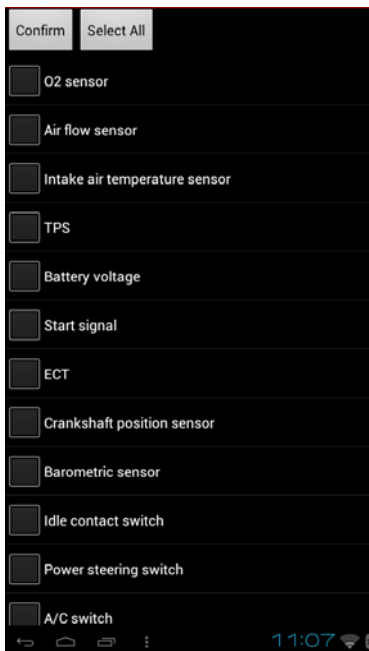 Confirm Select All
O2 sensor
Air flow sensor
Intake air temperature sensor
TPS
Battery voltage
Start signal
ECT
Crankshaft position sensor
Barometric sensor
Idle contact switch
Power steering switch
A/C switch
11:07